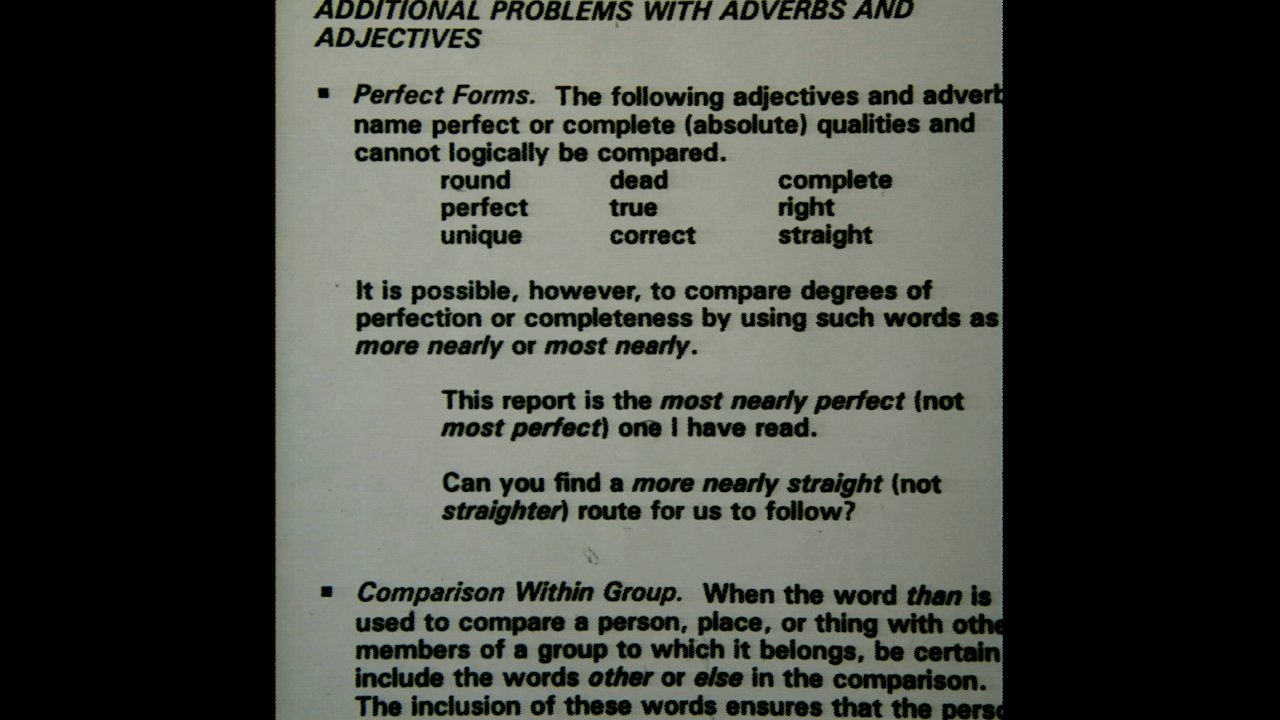 ADDITIONAL PROBLEMS WITH ADVERBS AND
ADJECTIVES
▪ Perfect Forms. The following adjectives and adverb
name perfect or complete (absolute) qualities and
cannot logically be compared.
round dead complete
perfect true right
unique correct straight
It is possible, however, to compare degrees of
perfection or completeness by using such words as
more nearly or most nearly.
This report is the most nearly perfect (not
most perfect) one I have read.
Can you find a more nearly straight (not
straighter) route for us to follow?
▪ Comparison Within Group. When the word than is
used to compare a person, place, or thing with othe
members of a group to which it belongs, be certain
include the words other or else in the comparison.
The inclusion of these words ensures that the perso